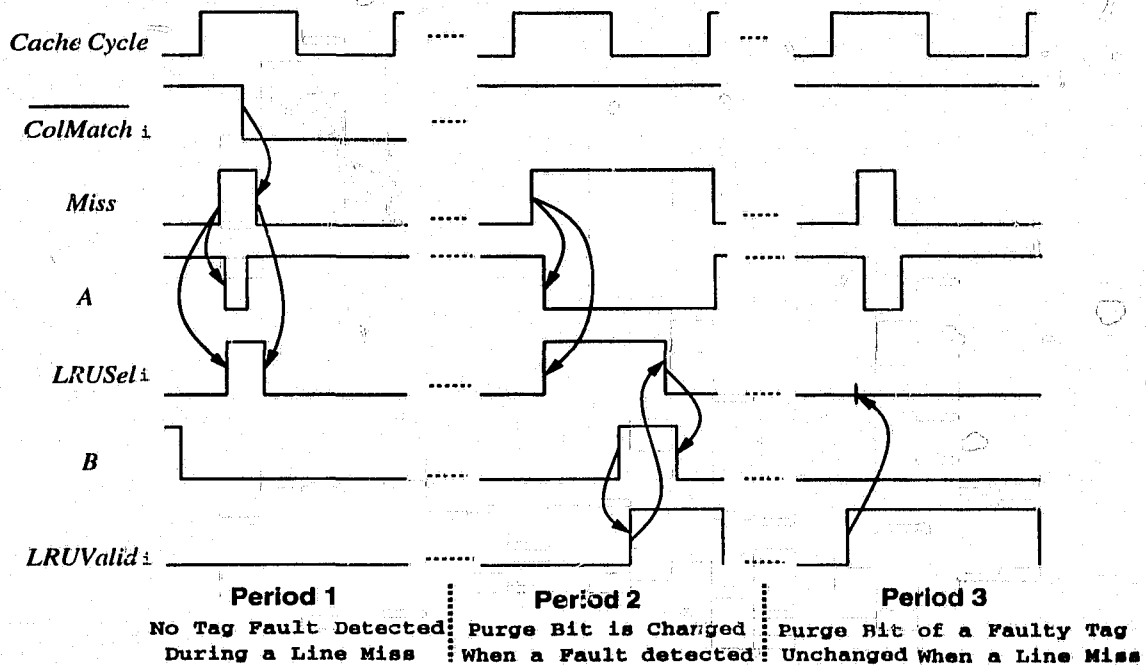 Cache Cycle
ColMatch i
Miss
A
LRUSel i
B
LRUValid i
Period 1
No Tag Fault Detected
During a Line Miss
Period 2
Purge Bit is Changed
When a Fault detected
Period 3
Purge Bit of a Faulty Tag
Unchanged When a Line Miss